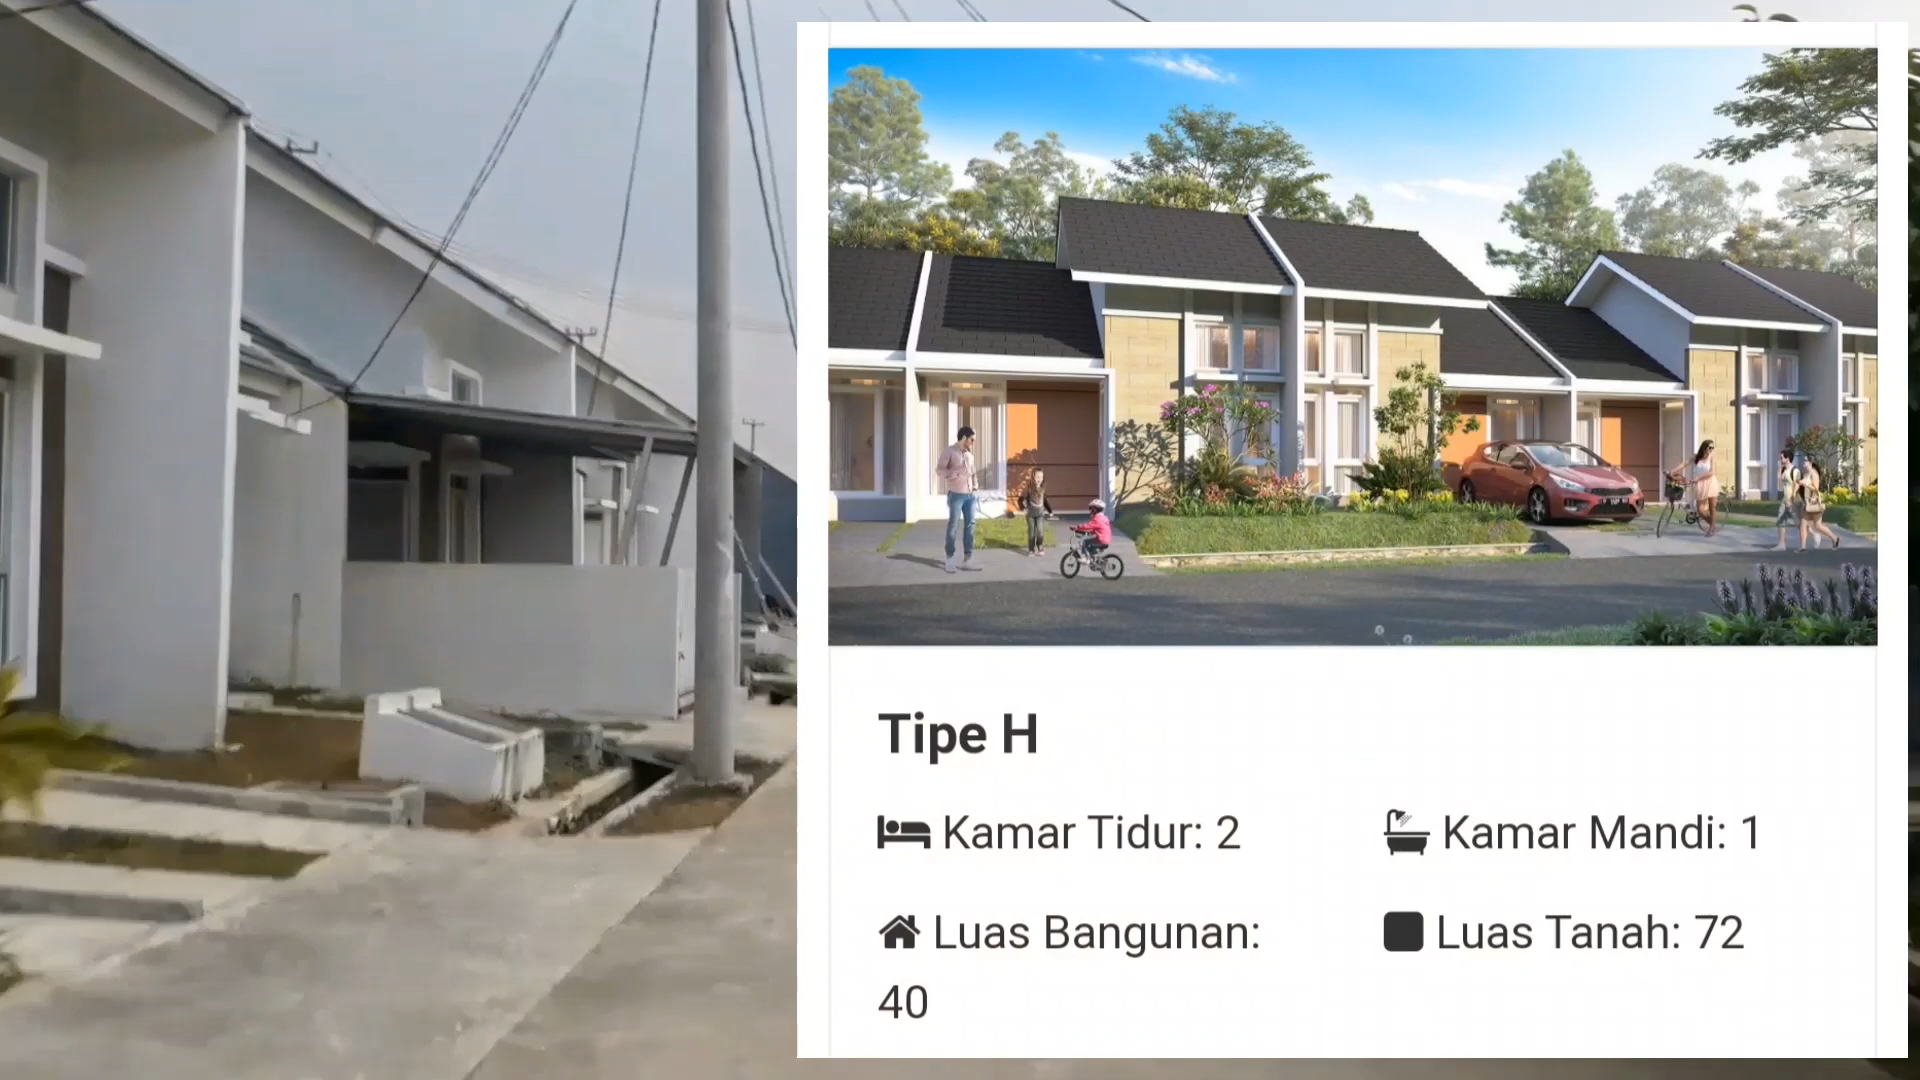 Tipe H
Kamar Tidur: 2
Kamar Mandi: 1
Luas Bangunan:
40
Luas Tanah: 72